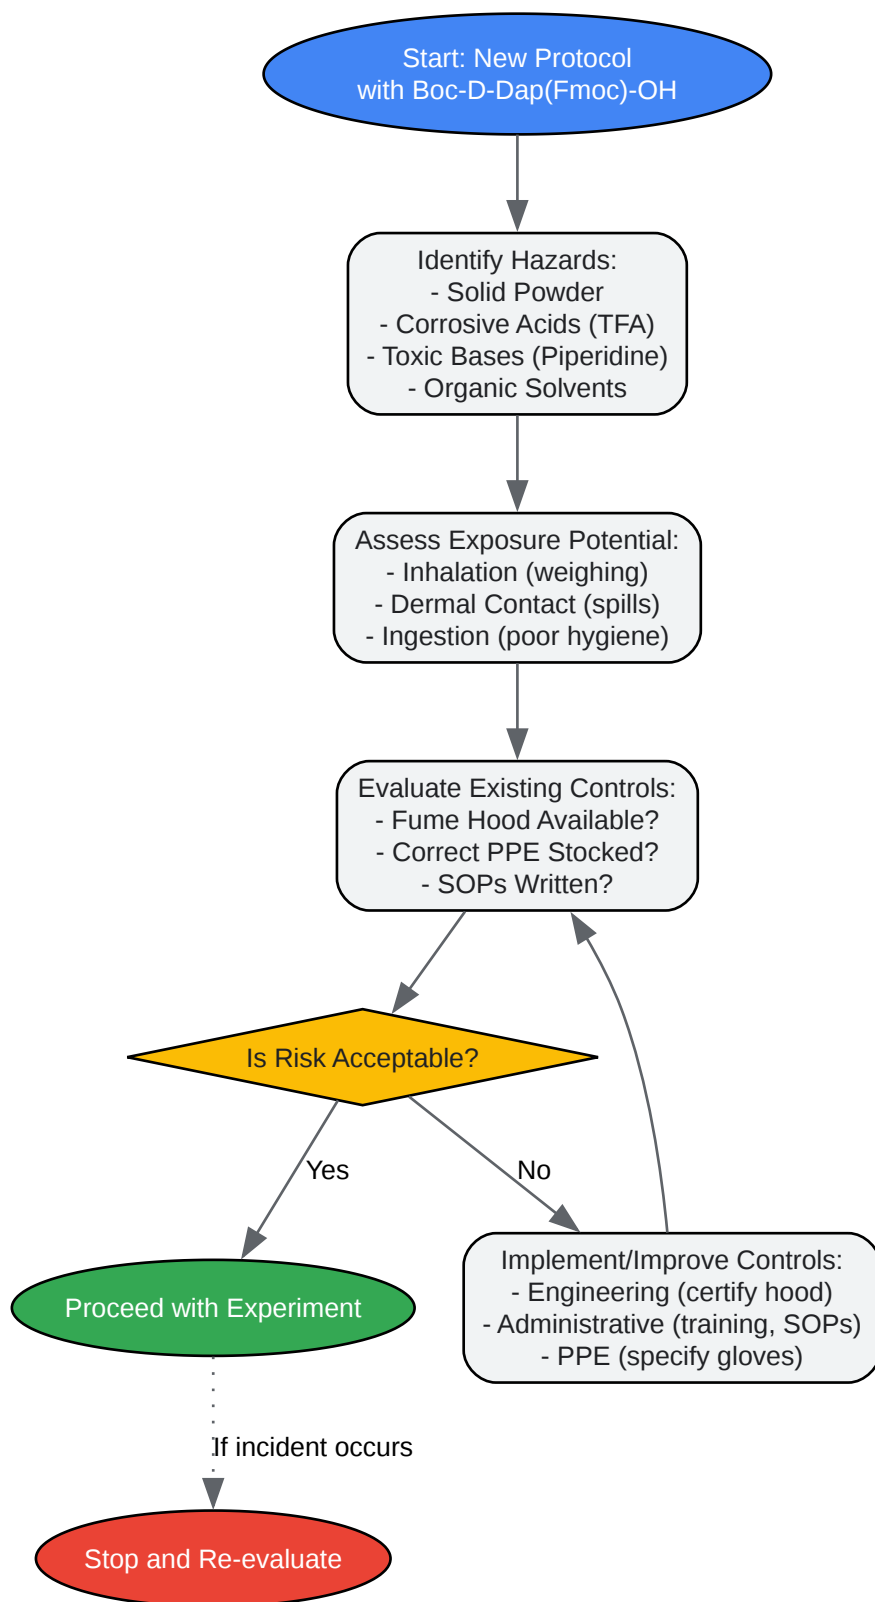 Start: New Protocol
with Boc-D-Dap(Fmoc)-OH
Identify Hazards:
- Solid Powder
- Corrosive Acids (TFA)
- Toxic Bases (Piperidine)
- Organic Solvents
Assess Exposure Potential:
- Inhalation (weighing)
- Dermal Contact (spills)
- Ingestion (poor hygiene)
Evaluate Existing Controls:
- Fume Hood Available?
- Correct PPE Stocked?
- SOPs Written?
Is Risk Acceptable?
Yes
No
Proceed with Experiment
Implement/Improve Controls:
- Engineering (certify hood)
- Administrative (training, SOPs)
- PPE (specify gloves)
If incident occurs
Stop and Re-evaluate